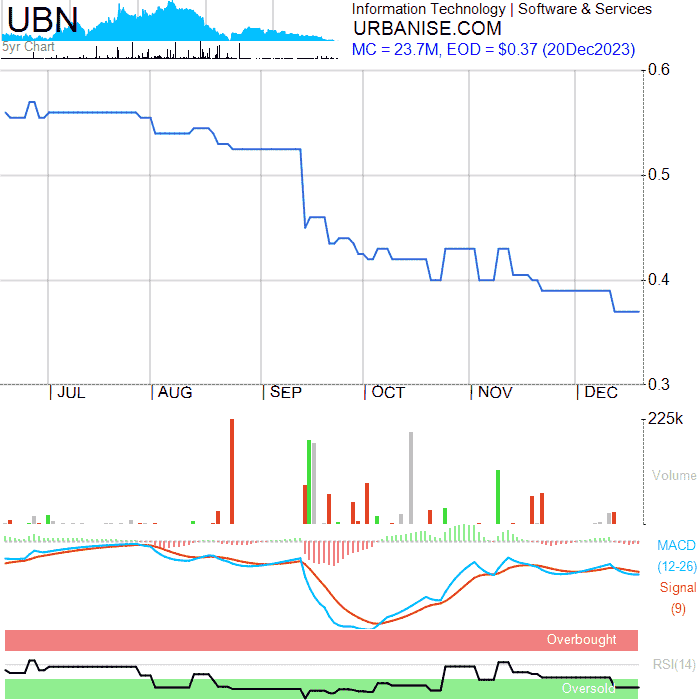 UBN
5yr Chart
Information Technology | Software & Services
URBANISE.COM
MC = 23.7M, EOD = $0.37 (20Dec2023)
0.6
0.5
0.4
0.3
JUL AUG SEP OCT NOV DEC
225k
Volume
MACD
(12-26)
Signal
(9)
Overbought
RSI(14)
Oversold